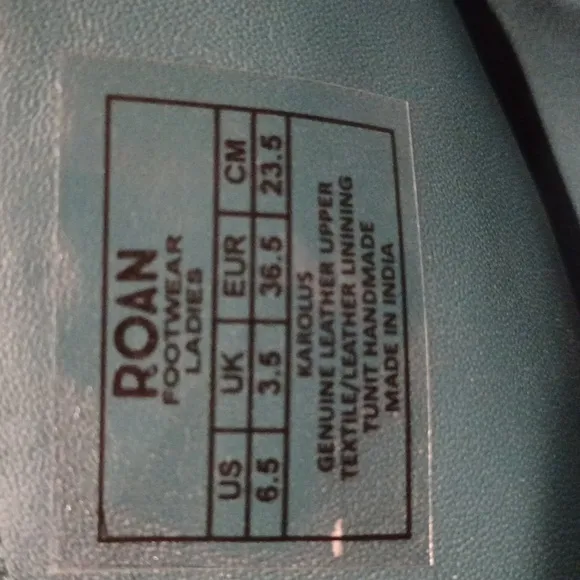 ROAN
FOOTWEAR
LADIES
US UK EUR CM
6.5 3.5 36.5 23.5
KAROLUS
GENUINE LEATHER UPPER
TEXTILE/LEATHER LINING
TUNIT HANDMADE
MADE IN INDIA